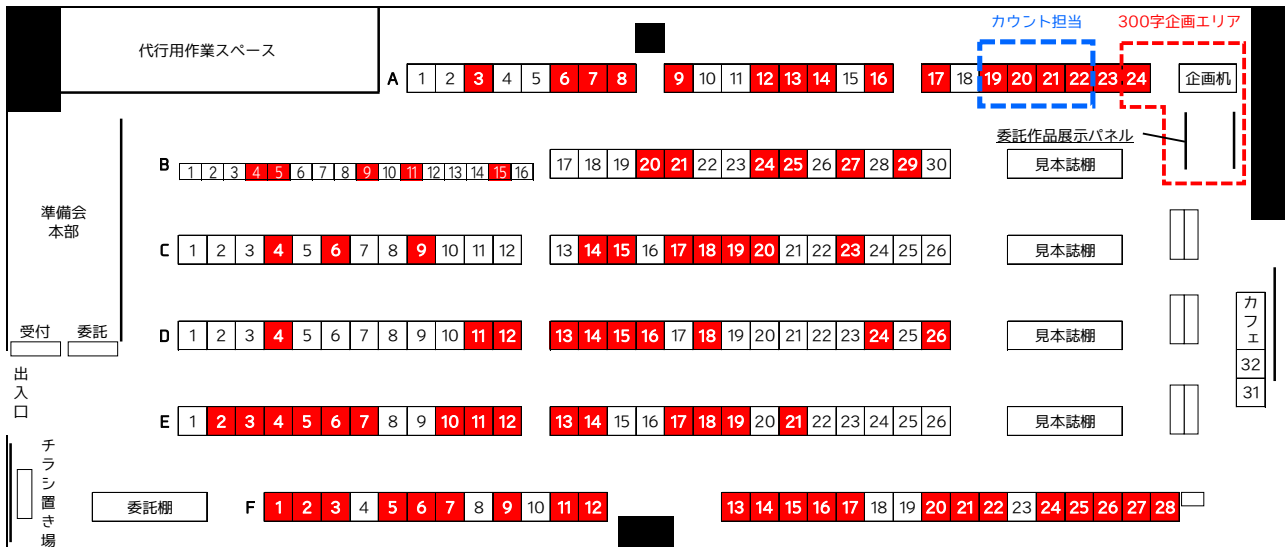 カウント担当 300字企画エリア
代行用作業スペース
A 1 2 3 4 5 6 7 8 9 10 11 12 13 14 15 16 17 18 19 20 21 22 23 24 企画机
委託作品展示パネル
B 1 2 3 4 5 6 7 8 9 10 11 12 13 14 15 16 17 18 19 20 21 22 23 24 25 26 27 28 29 30 見本誌棚
準備会
本部
C 1 2 3 4 5 6 7 8 9 10 11 12 13 14 15 16 17 18 19 20 21 22 23 24 25 26 見本誌棚
受付 委託
D 1 2 3 4 5 6 7 8 9 10 11 12 13 14 15 16 17 18 19 20 21 22 23 24 25 26 見本誌棚
カフェ
32
31
出入口
E 1 2 3 4 5 6 7 8 9 10 11 12 13 14 15 16 17 18 19 20 21 22 23 24 25 26 見本誌棚
チラシ置き場
委託棚
F 1 2 3 4 5 6 7 8 9 10 11 12 13 14 15 16 17 18 19 20 21 22 23 24 25 26 27 28